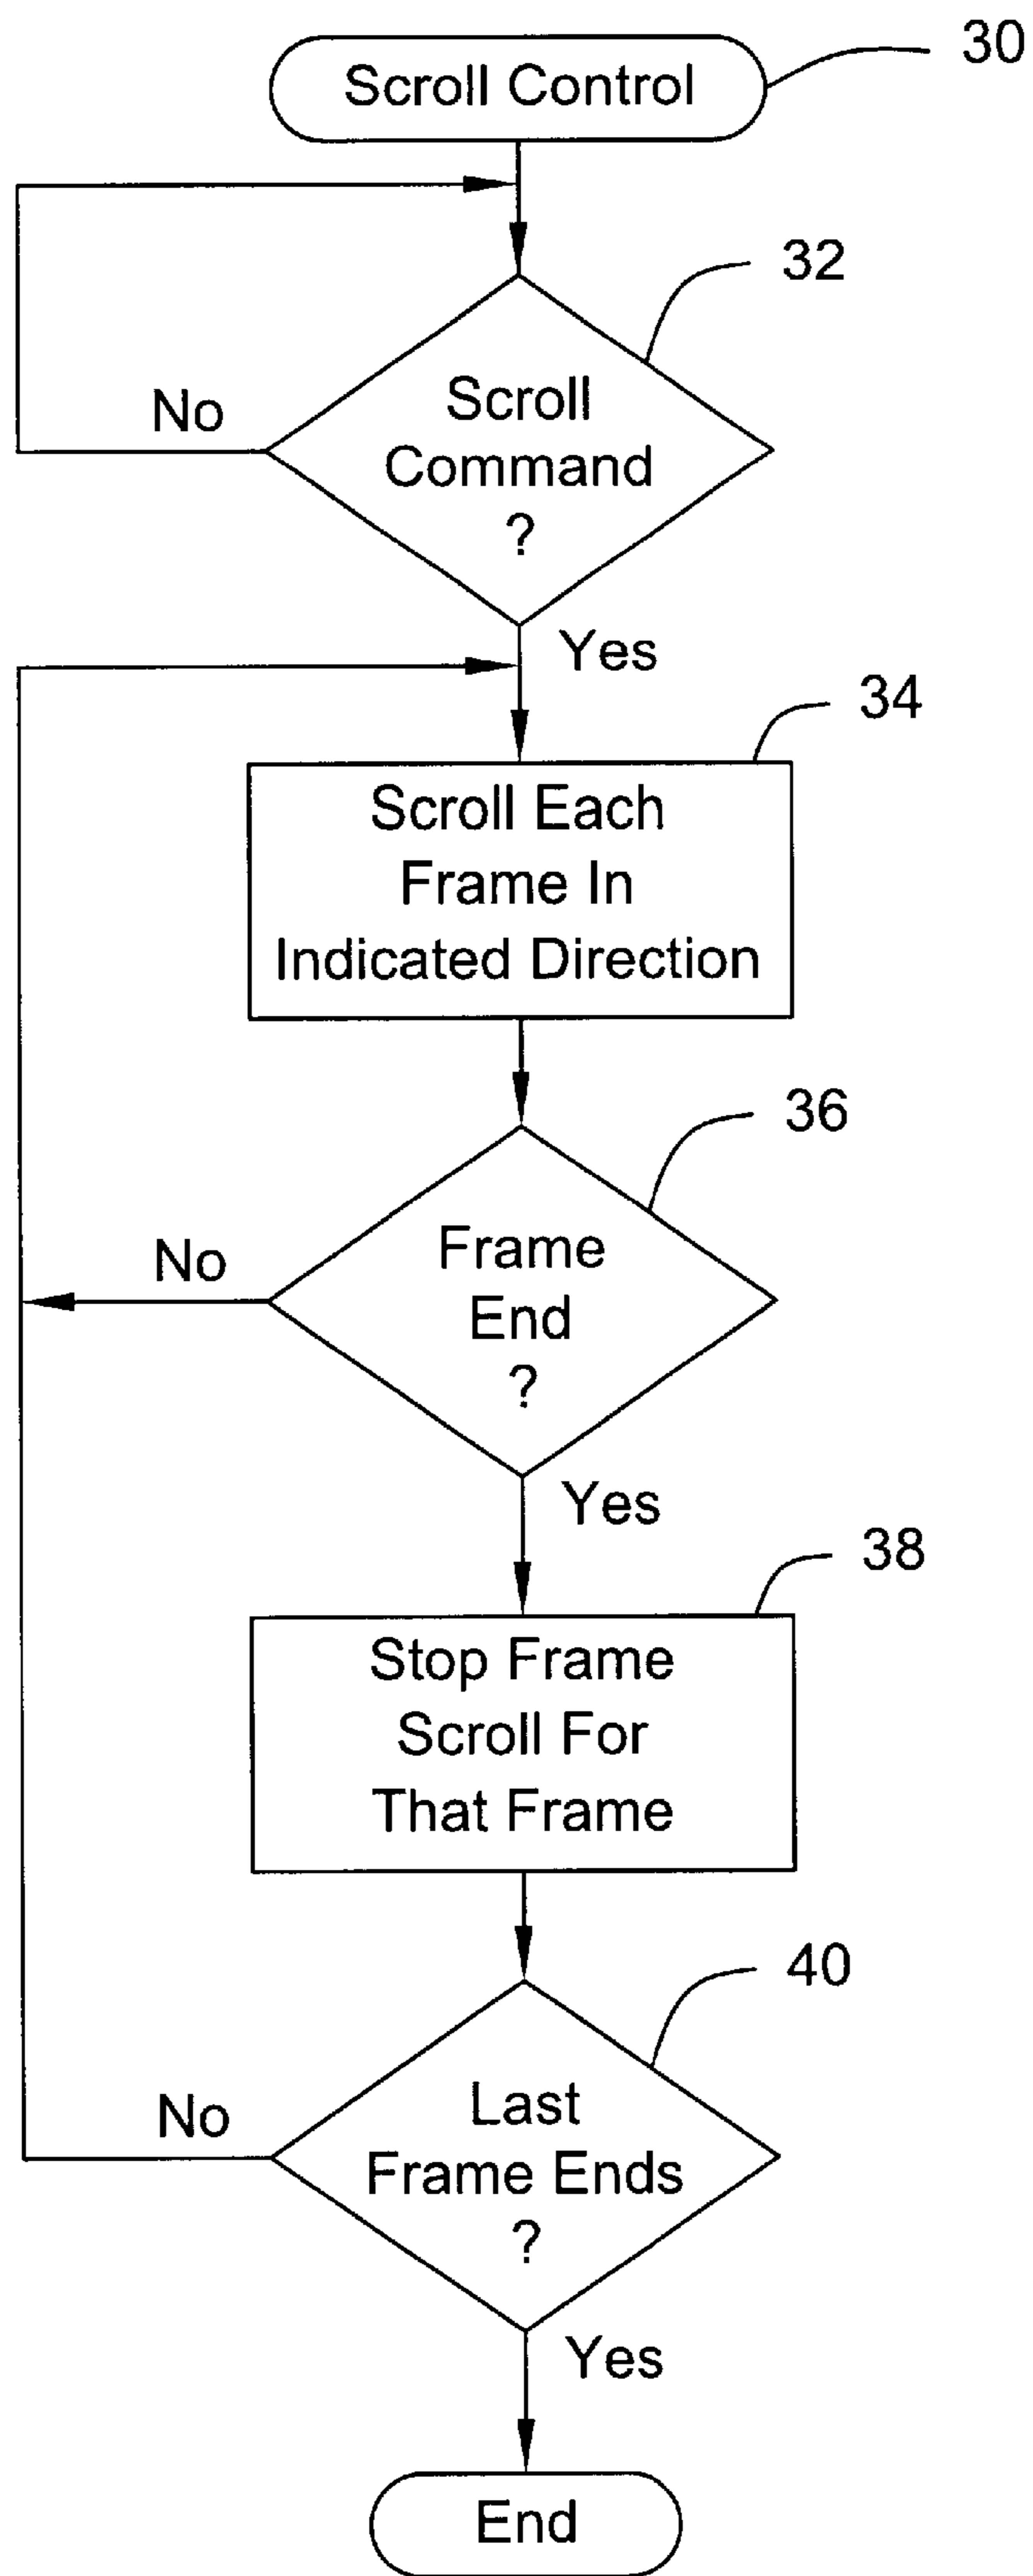 Scroll Control
30
32
Scroll
Command
?
No
Yes
34
Scroll Each
Frame In
Indicated Direction
36
Frame
End
?
No
Yes
38
Stop Frame
Scroll For
That Frame
40
Last
Frame Ends
?
No
Yes
End